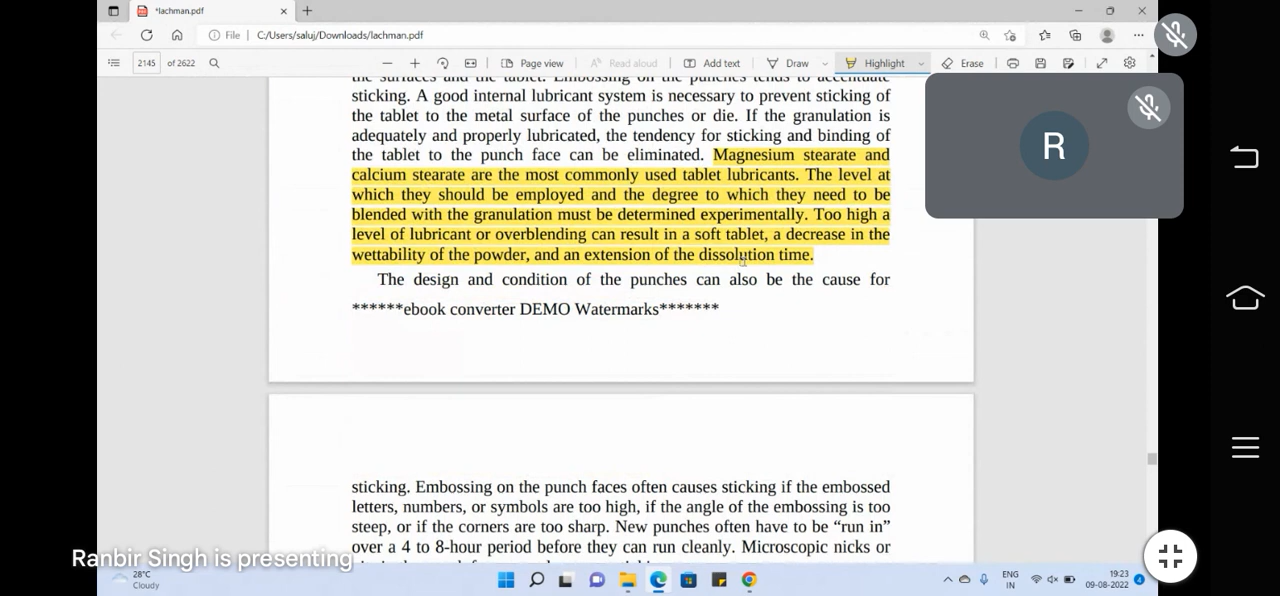 *lachman.pdf
File
C:/Users/saluj/Downloads/lachman.pdf
2145 of 2622
Page view
Read aloud
Add text
Draw
Highlight
Erase
the surfaces and the tablet. Embossing on the punches tends to accentuate
sticking. A good internal lubricant system is necessary to prevent sticking of
the tablet to the metal surface of the punches or die. If the granulation is
adequately and properly lubricated, the tendency for sticking and binding of
the tablet to the punch face can be eliminated. Magnesium stearate and
calcium stearate are the most commonly used tablet lubricants. The level at
which they should be employed and the degree to which they need to be
blended with the granulation must be determined experimentally. Too high a
level of lubricant or overblending can result in a soft tablet, a decrease in the
wettability of the powder, and an extension of the dissolution time.
The design and condition of the punches can also be the cause for
******ebook converter DEMO Watermarks*******
R
sticking. Embossing on the punch faces often causes sticking if the embossed
letters, numbers, or symbols are too high, if the angle of the embossing is too
steep, or if the corners are too sharp. New punches often have to be “run in”
over a 4 to 8-hour period before they can run cleanly. Microscopic nicks or
Ranbir Singh is presenting
28°C
Cloudy
ENG
IN
19:23
09-08-2022
4